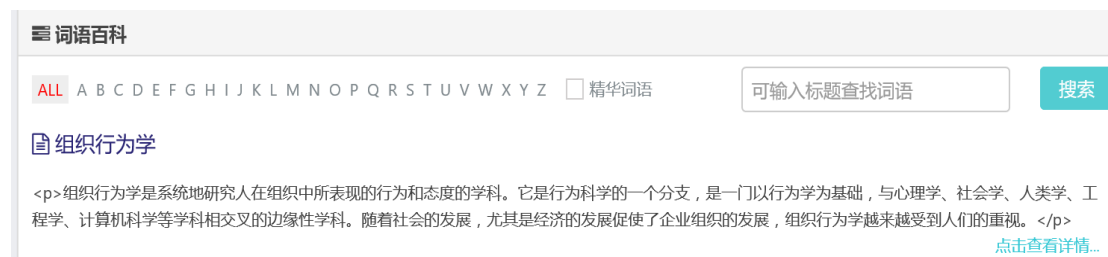 词语百科
ALL A B C D E F G H I J K L M N O P Q R S T U V W X Y Z 精华词语 可输入标题查找词语 搜索
组织行为学
<p>组织行为学是系统地研究人在组织中所表现的行为和态度的学科。它是行为科学的一个分支，是一门以行为学为基础，与心理学、社会学、人类学、工
程学、计算机科学等学科相交叉的边缘性学科。随着社会的发展，尤其是经济的发展促使了企业组织的发展，组织行为学越来越受到人们的重视。</p>
点击查看详情...